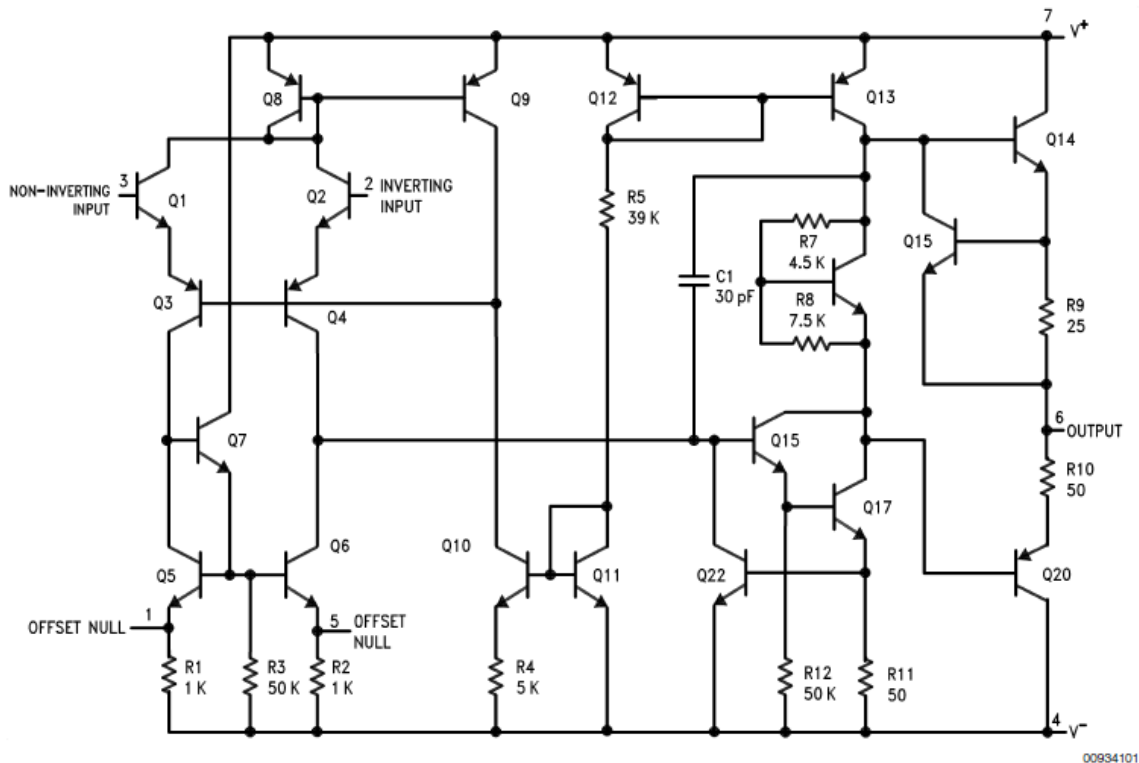 7
V+
Q8
Q9
Q12
Q13
Q14
3
NON-INVERTING
INPUT
Q1
Q2
2 INVERTING
INPUT
R5
39 K
R7
4.5 K
Q15
C1
30 pF
R8
7.5 K
R9
25
Q3
Q4
Q7
Q15
6
OUTPUT
R10
50
Q17
Q5
Q6
Q10
Q11
Q22
Q20
1
OFFSET NULL
5 OFFSET
NULL
R1
1 K
R3
50 K
R2
1 K
R4
5 K
R12
50 K
R11
50
4
V-
00934101